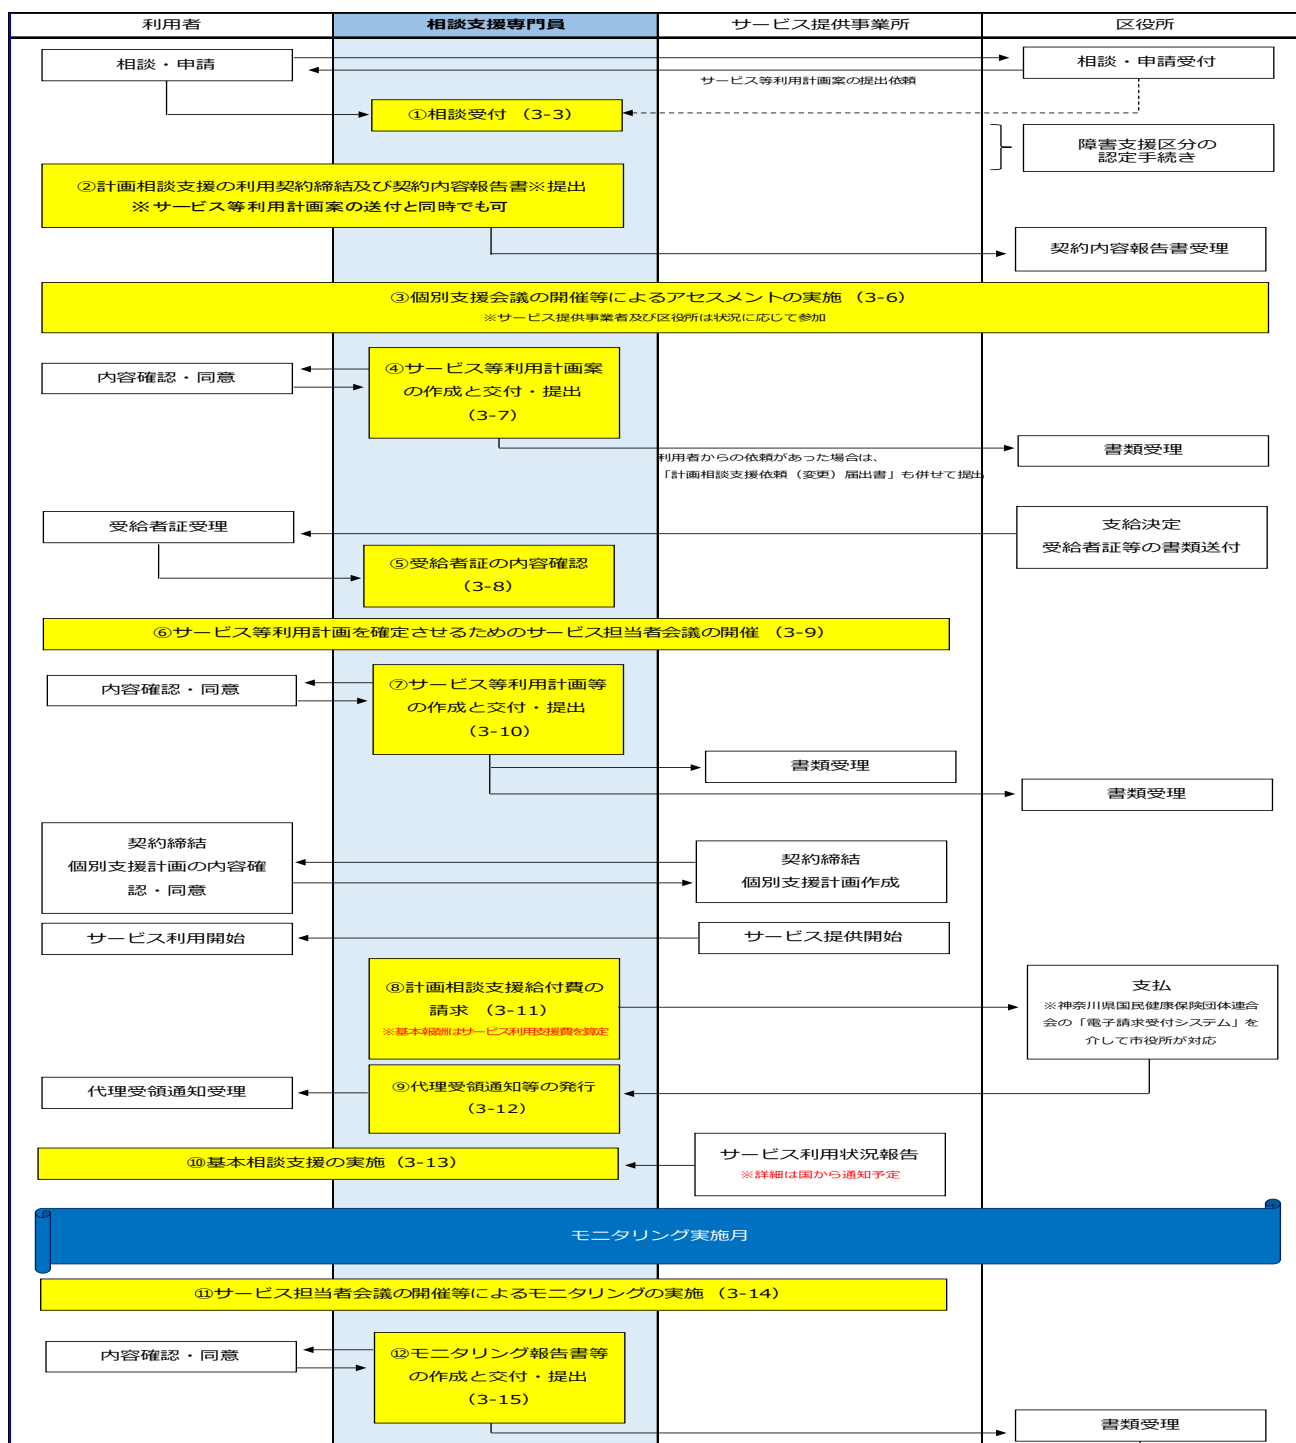 利用者
相談支援専門員
サービス提供事業所
区役所
相談・申請
相談・申請受付
サービス等利用計画案の提出依頼
①相談受付 （3-3）
障害支援区分の
認定手続き
②計画相談支援の利用契約締結及び契約内容報告書※提出
※サービス等利用計画案の送付と同時でも可
契約内容報告書受理
③個別支援会議の開催等によるアセスメントの実施 （3-6）
※サービス提供事業者及び区役所は状況に応じて参加
内容確認・同意
④サービス等利用計画案
の作成と交付・提出
（3-7）
書類受理
利用者からの依頼があった場合は、
「計画相談支援依頼（変更）届出書」も併せて提出
受給者証受理
支給決定
受給者証等の書類送付
⑤受給者証の内容確認
（3-8）
⑥サービス等利用計画を確定させるためのサービス担当者会議の開催 （3-9）
内容確認・同意
⑦サービス等利用計画等
の作成と交付・提出
（3-10）
書類受理
書類受理
契約締結
個別支援計画の内容確
認・同意
契約締結
個別支援計画作成
サービス利用開始
サービス提供開始
⑧計画相談支援給付費の
請求 （3-11）
※基本報酬はサービス利用支援費を算定
支払
※神奈川県国民健康保険団体連合
会の「電子請求受付システム」を
介して市役所が対応
代理受領通知受理
⑨代理受領通知等の発行
（3-12）
⑩基本相談支援の実施（3-13）
サービス利用状況報告
※詳細は国から通知予定
モニタリング実施月
⑪サービス担当者会議の開催等によるモニタリングの実施 （3-14）
内容確認・同意
⑫モニタリング報告書等
の作成と交付・提出
（3-15）
書類受理